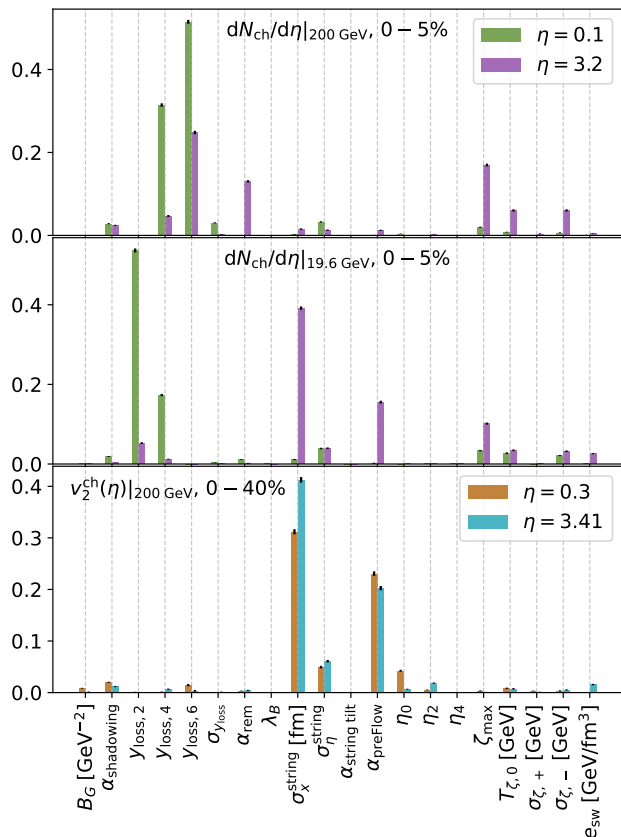 dN_ch/dη|_200 GeV, 0 − 5%
η = 0.1
η = 3.2
0.4
0.2
0.0
dN_ch/dη|_19.6 GeV, 0 − 5%
0.4
0.2
0.0
v_2^ch(η)|_200 GeV, 0 − 40%
η = 0.3
η = 3.41
0.4
0.3
0.2
0.1
0.0
B_G [GeV^−2]
α_shadowing
y_loss, 2
y_loss, 4
y_loss, 6
σ_y_loss
α_rem
λ_B
σ_x^string [fm]
σ_η^string
α_string tilt
α_preFlow
η_0
η_2
η_4
ζ_max
T_ζ, 0 [GeV]
σ_ζ, + [GeV]
σ_ζ, − [GeV]
e_sw [GeV/fm^3]